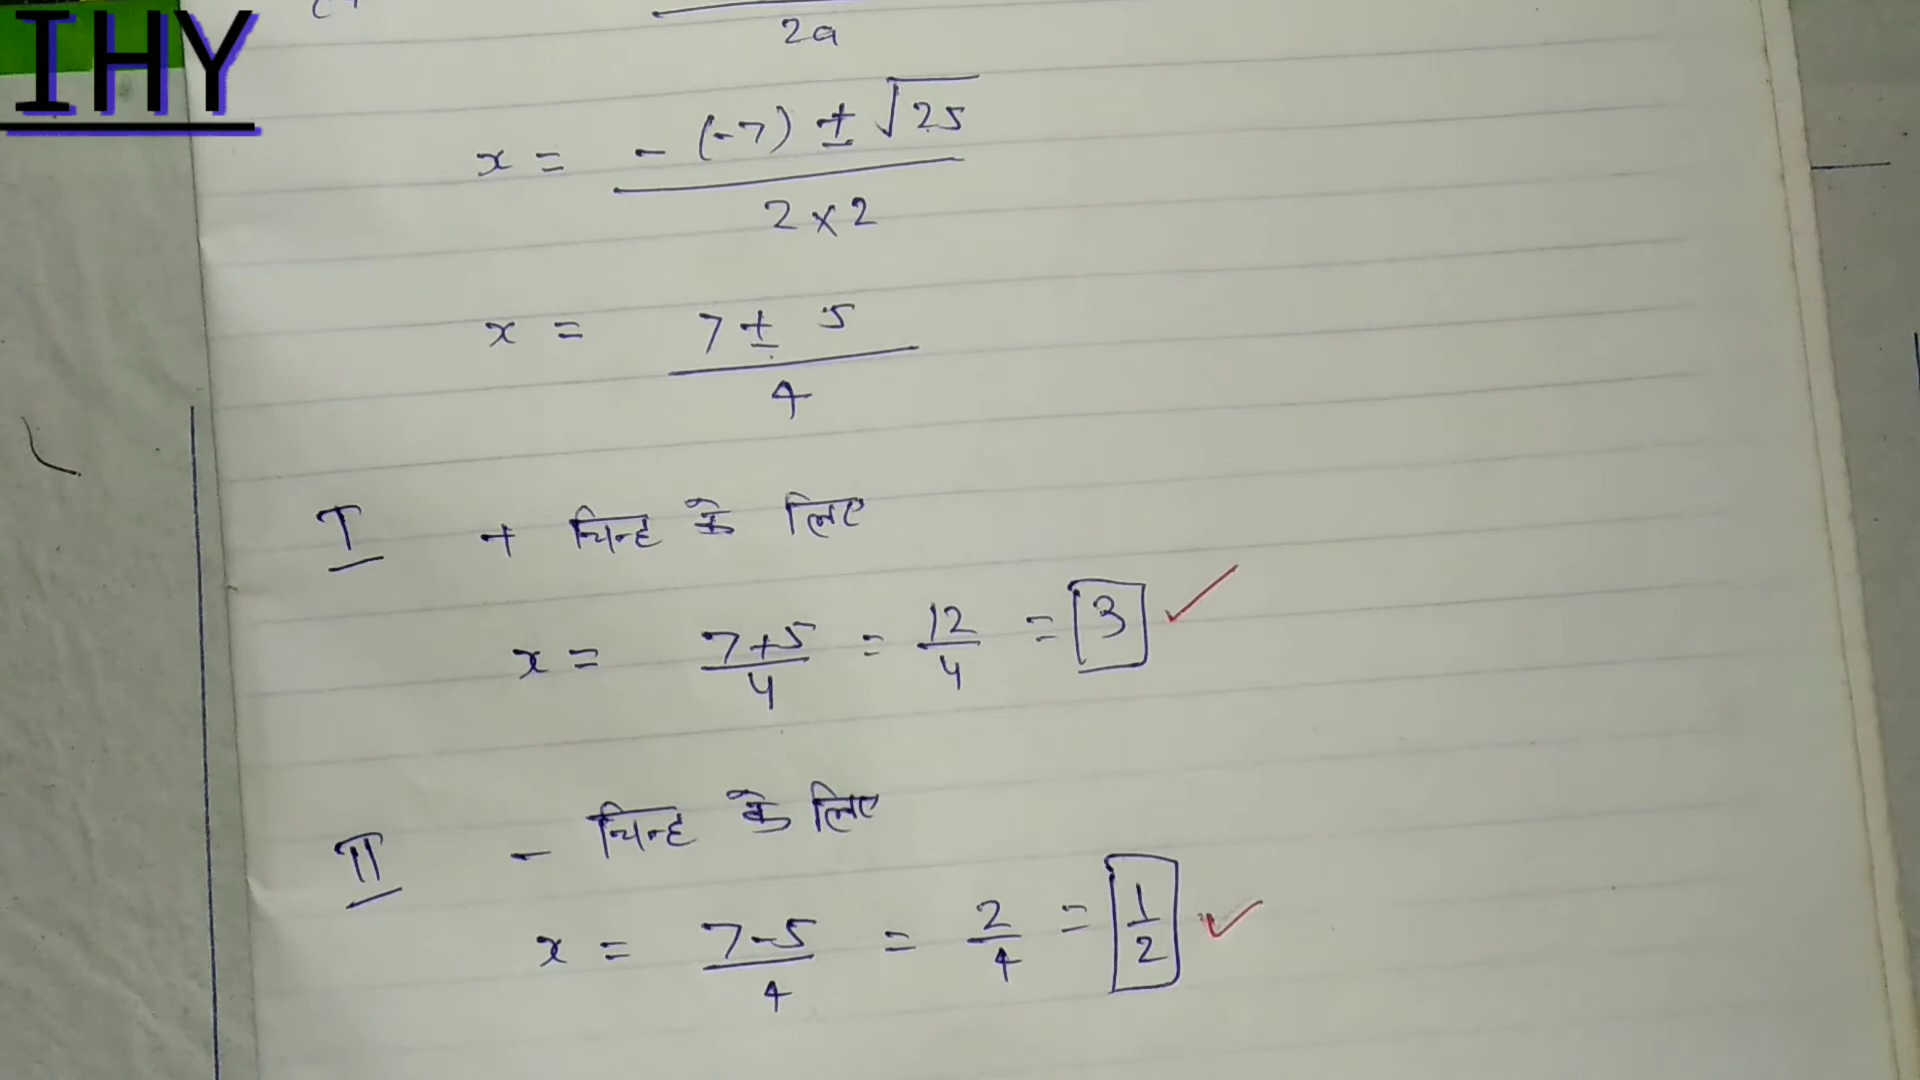 IHY
2a
x = -(-7) ± √25
2 × 2
x = 7 ± 5
4
I + चिन्ह के लिए
x = 7+5/4 = 12/4 = 3 ✓
II - चिन्ह के लिए
x = 7-5/4 = 2/4 = 1/2 ✓